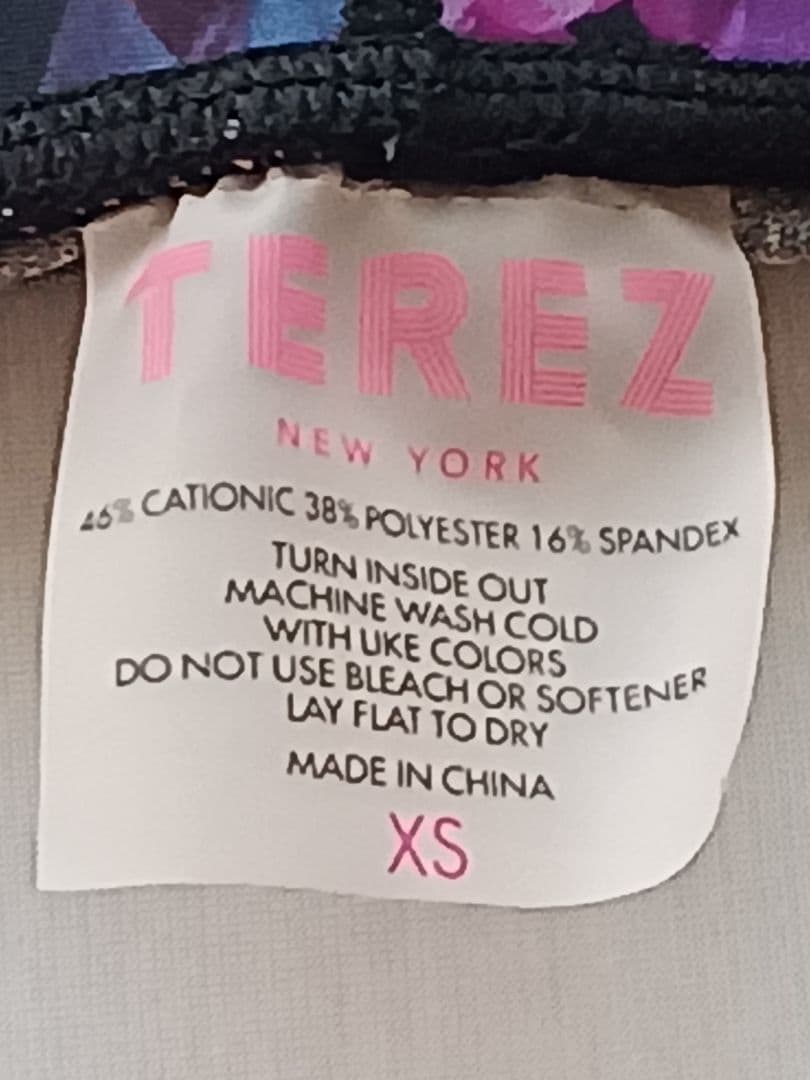 TEREZ
NEW YORK
46% CATIONIC 38% POLYESTER 16% SPANDEX
TURN INSIDE OUT
MACHINE WASH COLD
WITH LIKE COLORS
DO NOT USE BLEACH OR SOFTENER
LAY FLAT TO DRY
MADE IN CHINA
XS